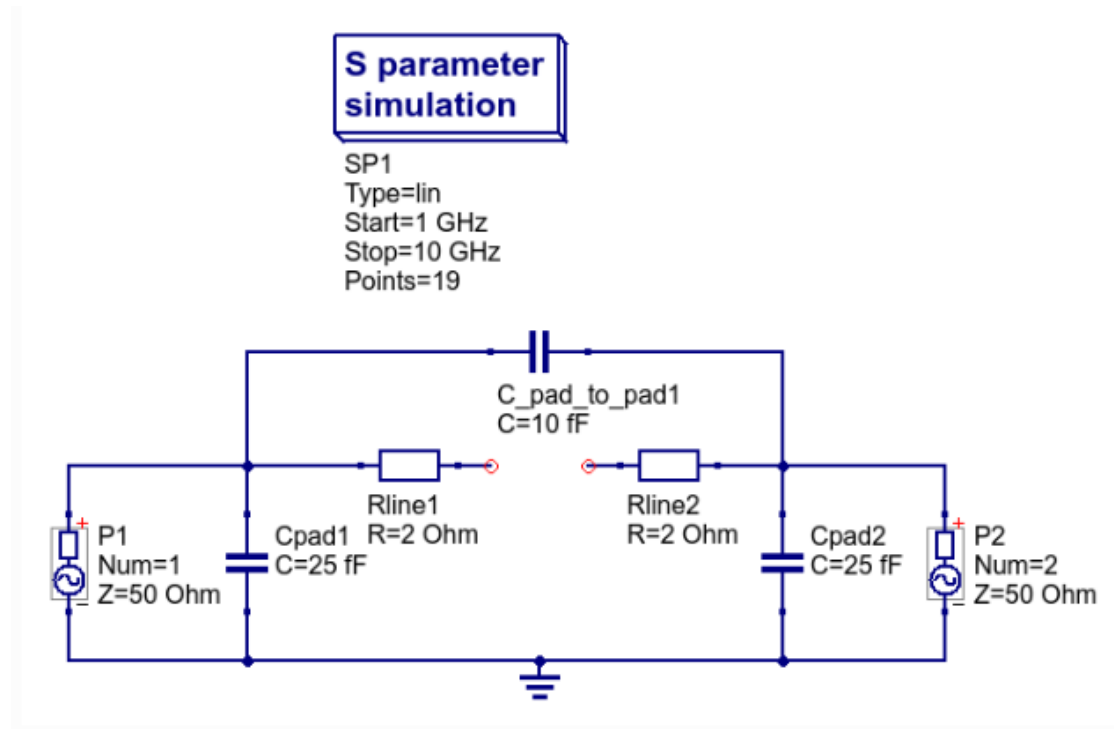 S parameter
simulation
SP1
Type=lin
Start=1 GHz
Stop=10 GHz
Points=19
C_pad_to_pad1
C=10 fF
Rline1
R=2 Ohm
Rline2
R=2 Ohm
+
P1
Num=1
Z=50 Ohm
−
Cpad1
C=25 fF
Cpad2
C=25 fF
+
P2
Num=2
Z=50 Ohm
−